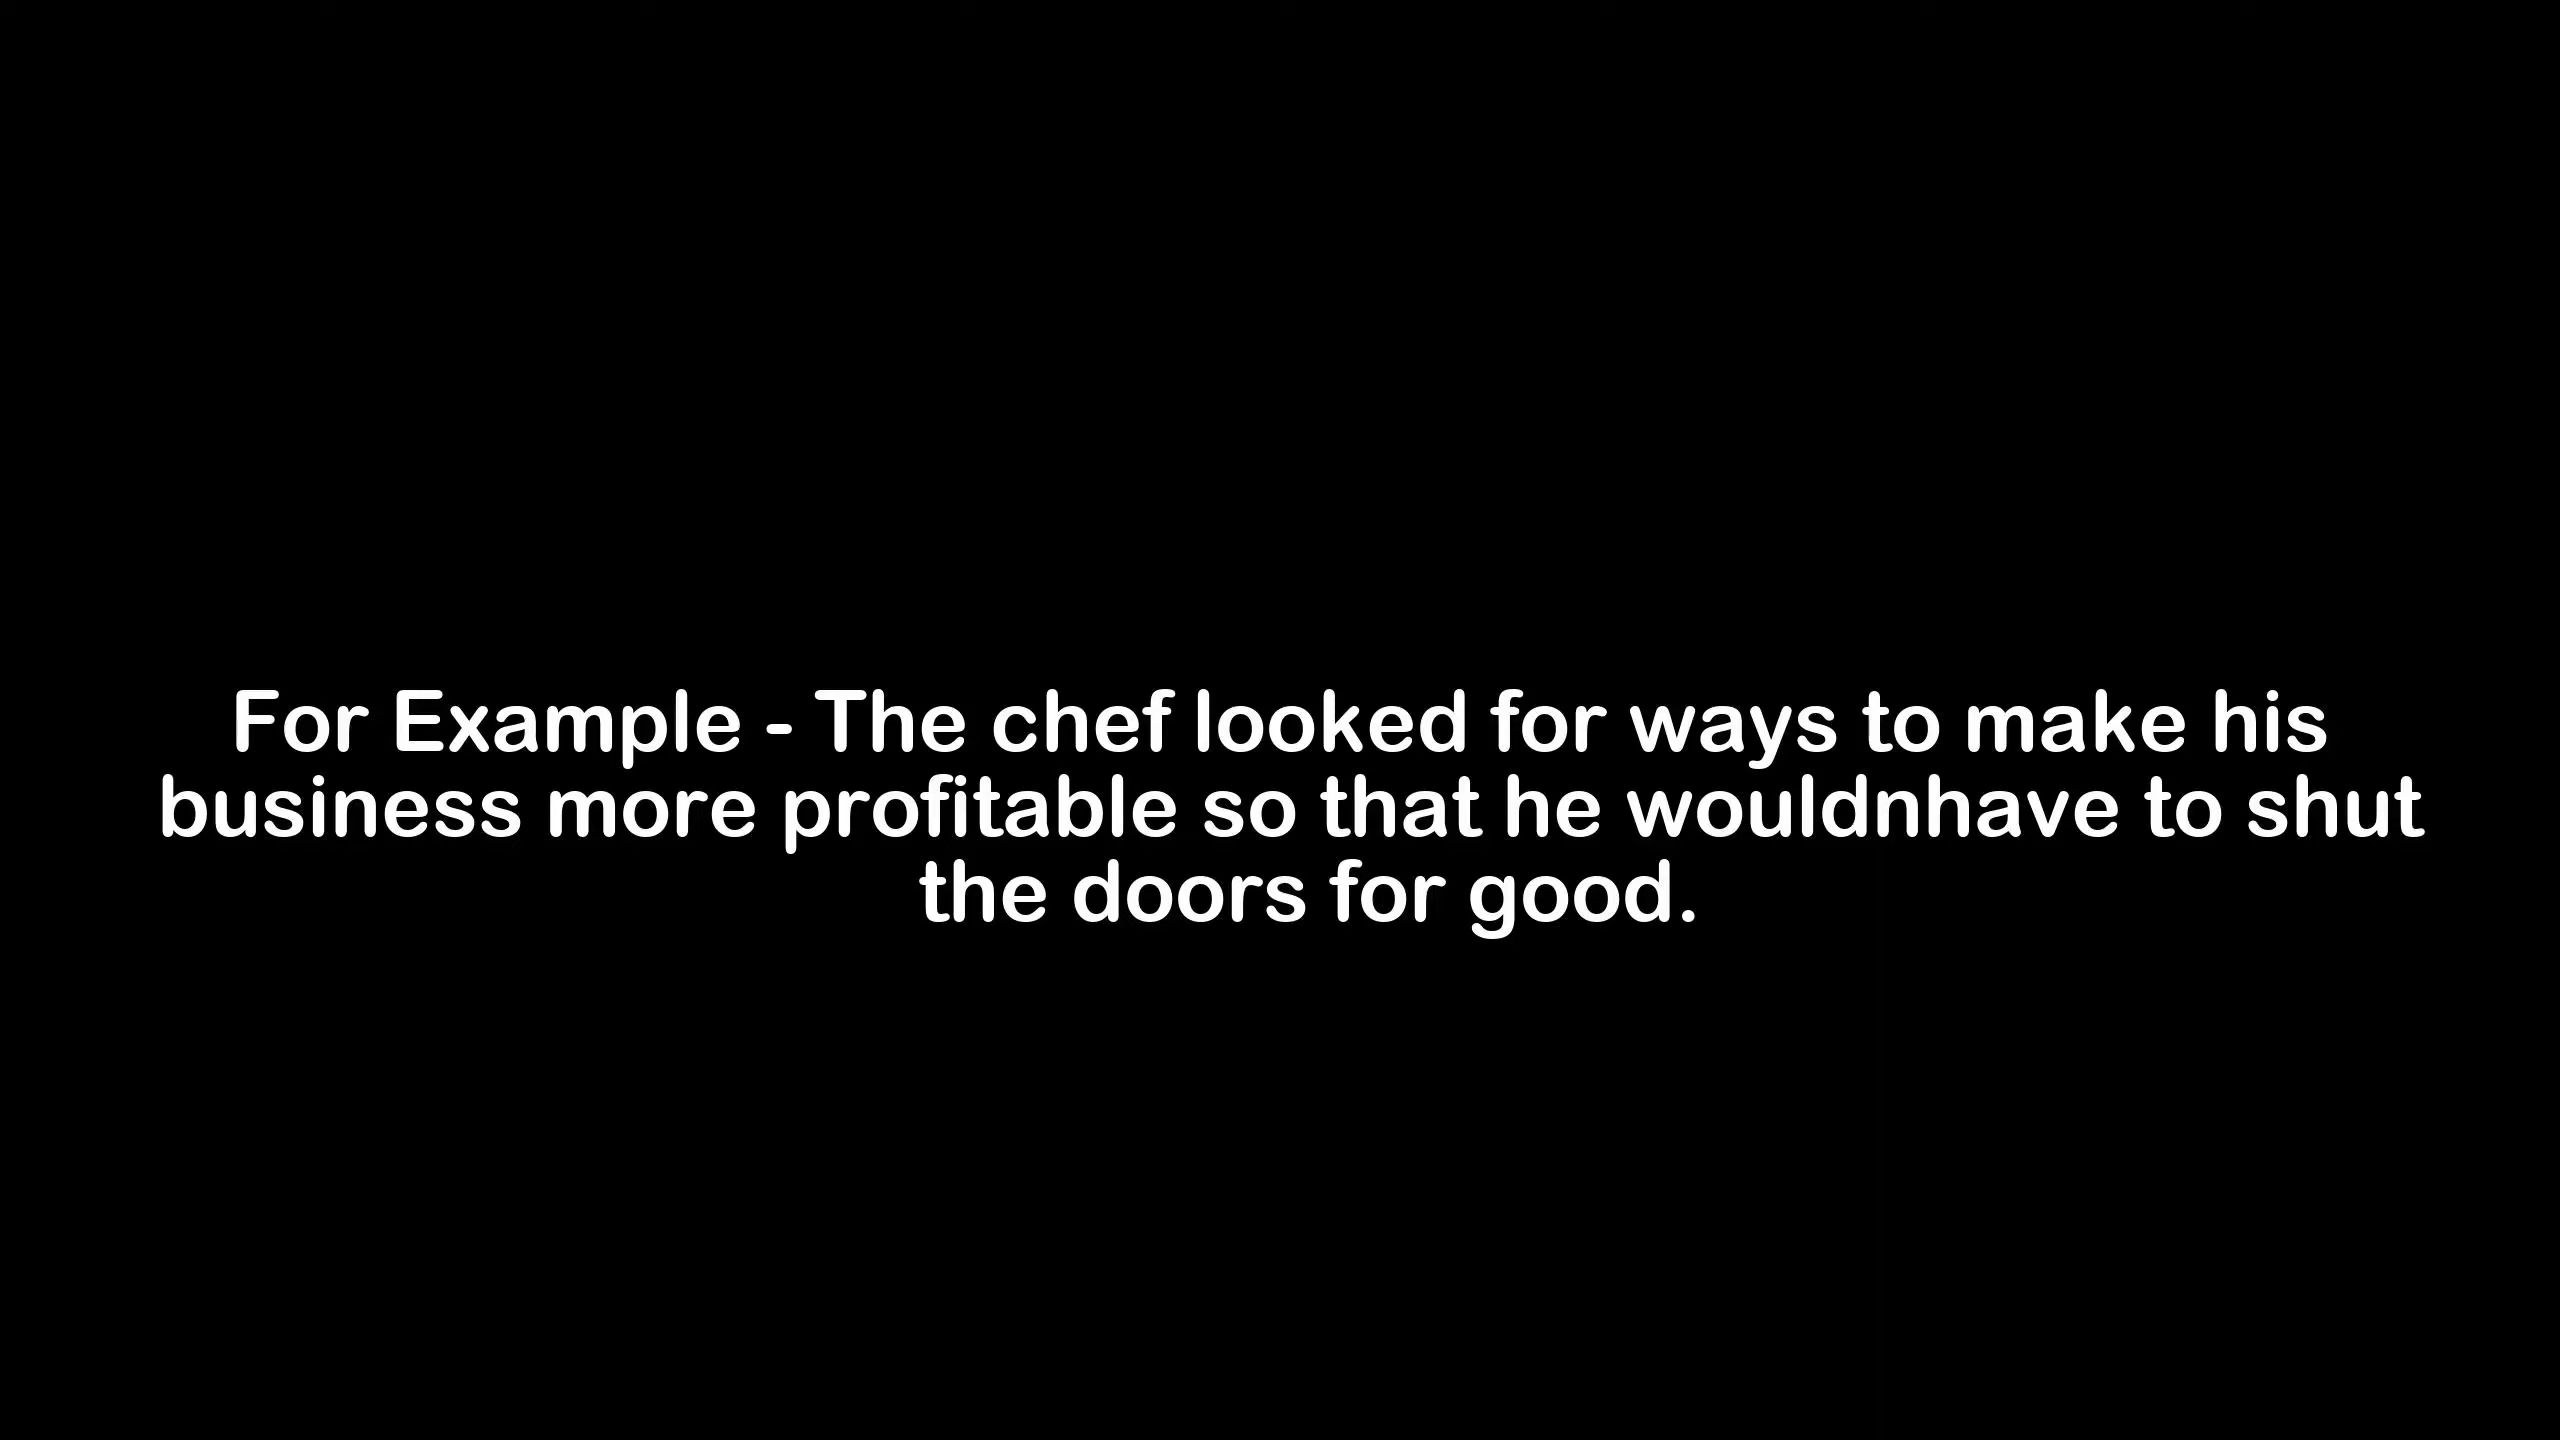 For Example - The chef looked for ways to make his
business more profitable so that he wouldnhave to shut
the doors for good.